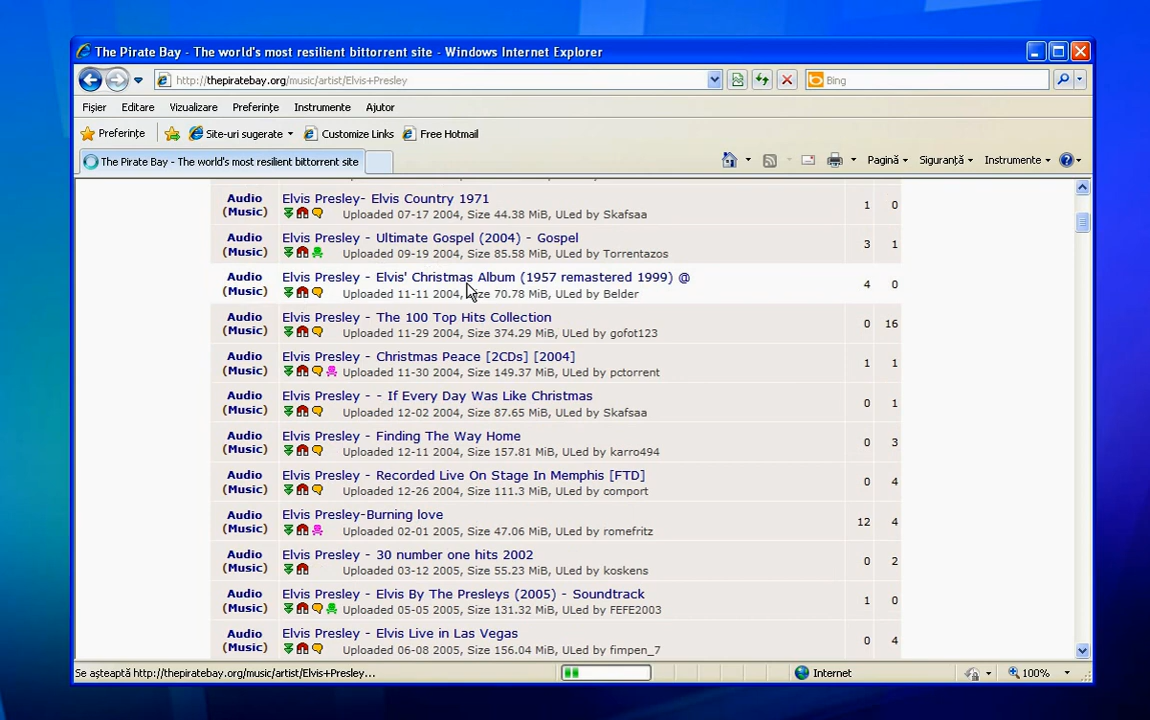 The Pirate Bay - The world's most resilient bittorrent site - Windows Internet Explorer
http://thepiratebay.org/music/artist/Elvis+Presley
Bing
Fișier Editare Vizualizare Preferințe Instrumente Ajutor
Preferințe Site-uri sugerate Customize Links Free Hotmail
The Pirate Bay - The world's most resilient bittorrent site Pagină Siguranță Instrumente
Audio (Music) Elvis Presley- Elvis Country 1971
Uploaded 07-17 2004, Size 44.38 MiB, ULed by Skafsaa 1 0
Audio (Music) Elvis Presley - Ultimate Gospel (2004) - Gospel
Uploaded 09-19 2004, Size 85.58 MiB, ULed by Torrentazos 3 1
Audio (Music) Elvis Presley - Elvis' Christmas Album (1957 remastered 1999) @
Uploaded 11-11 2004, Size 70.78 MiB, ULed by Belder 4 0
Audio (Music) Elvis Presley - The 100 Top Hits Collection
Uploaded 11-29 2004, Size 374.29 MiB, ULed by gofot123 0 16
Audio (Music) Elvis Presley - Christmas Peace [2CDs] [2004]
Uploaded 11-30 2004, Size 149.37 MiB, ULed by pctorrent 1 1
Audio (Music) Elvis Presley - - If Every Day Was Like Christmas
Uploaded 12-02 2004, Size 87.65 MiB, ULed by Skafsaa 0 1
Audio (Music) Elvis Presley - Finding The Way Home
Uploaded 12-11 2004, Size 157.81 MiB, ULed by karro494 0 3
Audio (Music) Elvis Presley - Recorded Live On Stage In Memphis [FTD]
Uploaded 12-26 2004, Size 111.3 MiB, ULed by comport 0 4
Audio (Music) Elvis Presley-Burning love
Uploaded 02-01 2005, Size 47.06 MiB, ULed by romefritz 12 4
Audio (Music) Elvis Presley - 30 number one hits 2002
Uploaded 03-12 2005, Size 55.23 MiB, ULed by koskens 0 2
Audio (Music) Elvis Presley - Elvis By The Presleys (2005) - Soundtrack
Uploaded 05-05 2005, Size 131.32 MiB, ULed by FEFE2003 1 0
Audio (Music) Elvis Presley - Elvis Live in Las Vegas
Uploaded 06-08 2005, Size 156.04 MiB, ULed by fimpen_7 0 4
Se așteaptă http://thepiratebay.org/music/artist/Elvis+Presley... Internet 100%